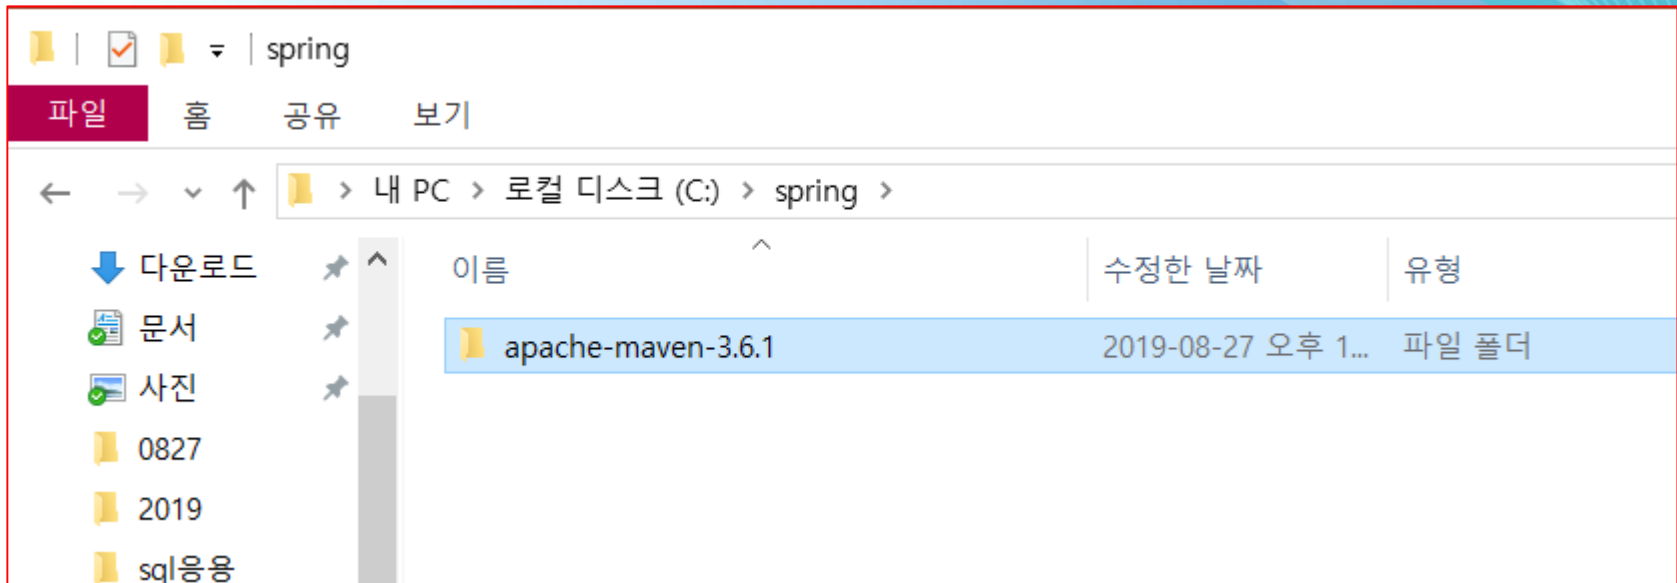 spring
파일 홈 공유 보기
내 PC > 로컬 디스크 (C:) > spring >
다운로드
문서
사진
0827
2019
sql응용
이름 수정한 날짜 유형
apache-maven-3.6.1 2019-08-27 오후 1... 파일 폴더